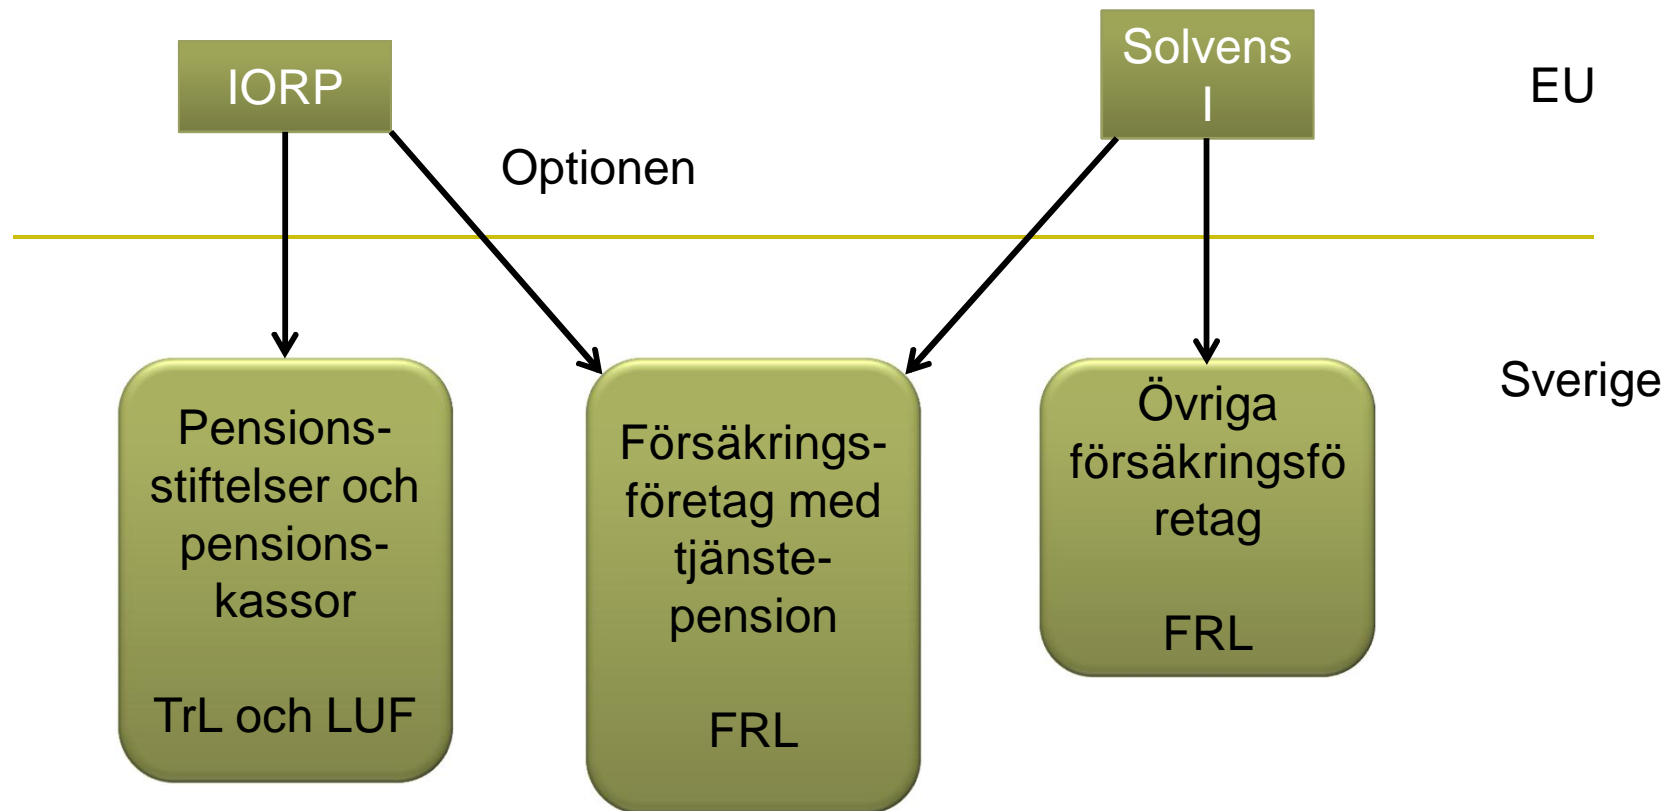 IORP
Solvens
I
EU
Optionen
Sverige
Pensions-
stiftelser och
pensions-
kassor
TrL och LUF
Försäkrings-
företag med
tjänste-
pension
FRL
Övriga
försäkringsfö
retag
FRL